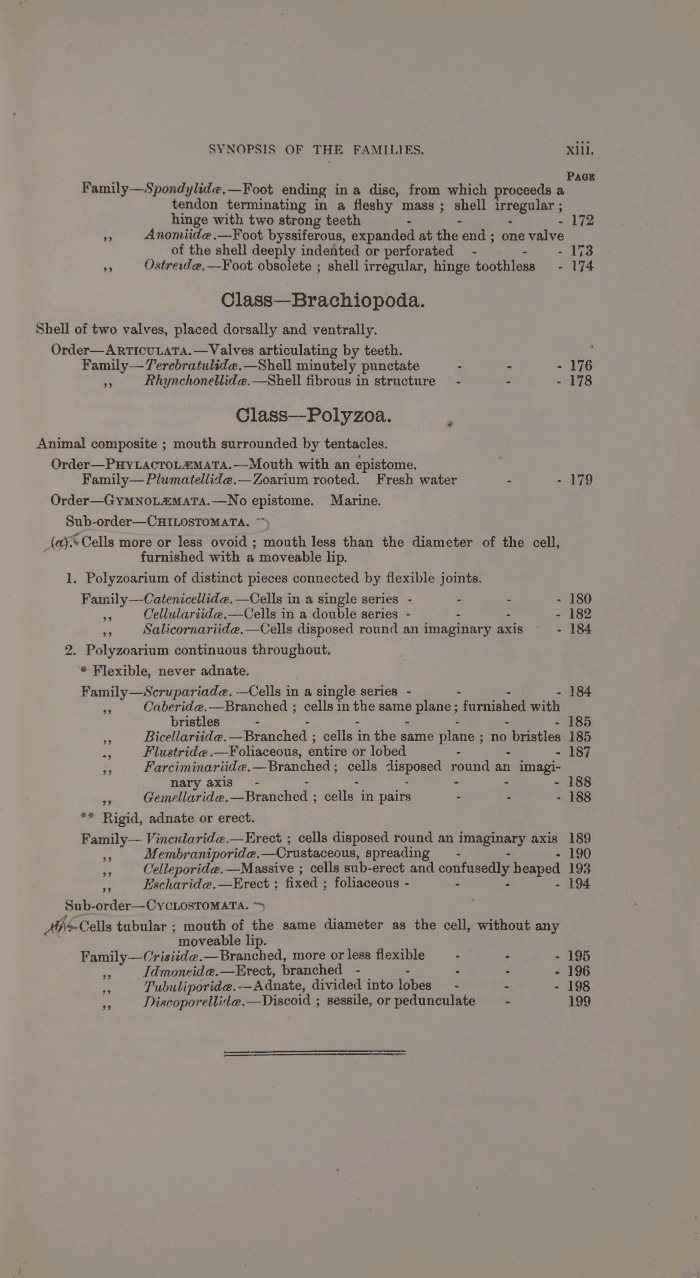 SYNOPSIS OF THE FAMILIES. xiii.
PAGE
Family—Spondylidæ.—Foot ending in a disc, from which proceeds a
tendon terminating in a fleshy mass ; shell irregular ;
hinge with two strong teeth - - - - 172
,, Anomiidæ.—Foot byssiferous, expanded at the end ; one valve
of the shell deeply indented or perforated - - - 173
,, Ostreidæ.—Foot obsolete ; shell irregular, hinge toothless - 174
Class—Brachiopoda.
Shell of two valves, placed dorsally and ventrally.
Order—ARTICULATA.—Valves articulating by teeth.
Family—Terebratulidæ.—Shell minutely punctate - - - 176
,, Rhynchonellidæ.—Shell fibrous in structure - - - 178
Class—Polyzoa.
Animal composite ; mouth surrounded by tentacles.
Order—PHYLACTOLÆMATA.—Mouth with an epistome.
Family—Plumatellidæ.—Zoarium rooted. Fresh water - - 179
Order—GYMNOLÆMATA.—No epistome. Marine.
Sub-order—CHILOSTOMATA.
(a) Cells more or less ovoid ; mouth less than the diameter of the cell,
furnished with a moveable lip.
1. Polyzoarium of distinct pieces connected by flexible joints.
Family—Catenicellidæ.—Cells in a single series - - - - 180
,, Cellulariidæ.—Cells in a double series - - - - 182
,, Salicornariidæ.—Cells disposed round an imaginary axis - 184
2. Polyzoarium continuous throughout.
* Flexible, never adnate.
Family—Scrupariadæ.—Cells in a single series - - - - 184
,, Caberidæ.—Branched ; cells in the same plane ; furnished with
bristles - - - - - - - 185
,, Bicellariidæ.—Branched ; cells in the same plane ; no bristles 185
,, Flustridæ.—Foliaceous, entire or lobed - - - 187
,, Farciminariidæ.—Branched ; cells disposed round an imagi-
nary axis - - - - - - - 188
,, Gemellaridæ.—Branched ; cells in pairs - - - 188
** Rigid, adnate or erect.
Family—Vinculariдæ.—Erect ; cells disposed round an imaginary axis 189
,, Membraniporidæ.—Crustaceous, spreading - - - 190
,, Celleporidæ.—Massive ; cells sub-erect and confusedly heaped 193
,, Escharidæ.—Erect ; fixed ; foliaceous - - - - 194
Sub-order—CYCLOSTOMATA.
Cells tubular ; mouth of the same diameter as the cell, without any
moveable lip.
Family—Crisiidæ.—Branched, more or less flexible - - - 195
,, Idmoneidæ.—Erect, branched - - - - - 196
,, Tubuliporidæ.—Adnate, divided into lobes - - - 198
,, Discoporellidæ.—Discoid ; sessile, or pedunculate - 199